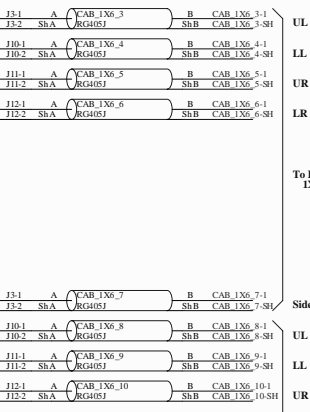 J3-1 A CAB_1X6_3 B CAB_1X6_3-1
J3-2 ShA RG405J ShB CAB_1X6_3-SH UL
J10-1 A CAB_1X6_4 B CAB_1X6_4-1
J10-2 ShA RG405J ShB CAB_1X6_4-SH LL
J11-1 A CAB_1X6_5 B CAB_1X6_5-1
J11-2 ShA RG405J ShB CAB_1X6_5-SH UR
J12-1 A CAB_1X6_6 B CAB_1X6_6-1
J12-2 ShA RG405J ShB CAB_1X6_6-SH LR
To
J3-1 A CAB_1X6_7 B CAB_1X6_7-1
J3-2 ShA RG405J ShB CAB_1X6_7-SH Side
J10-1 A CAB_1X6_8 B CAB_1X6_8-1
J10-2 ShA RG405J ShB CAB_1X6_8-SH UL
J11-1 A CAB_1X6_9 B CAB_1X6_9-1
J11-2 ShA RG405J ShB CAB_1X6_9-SH LL
J12-1 A CAB_1X6_10 B CAB_1X6_10-1
J12-2 ShA RG405J ShB CAB_1X6_10-SH UR